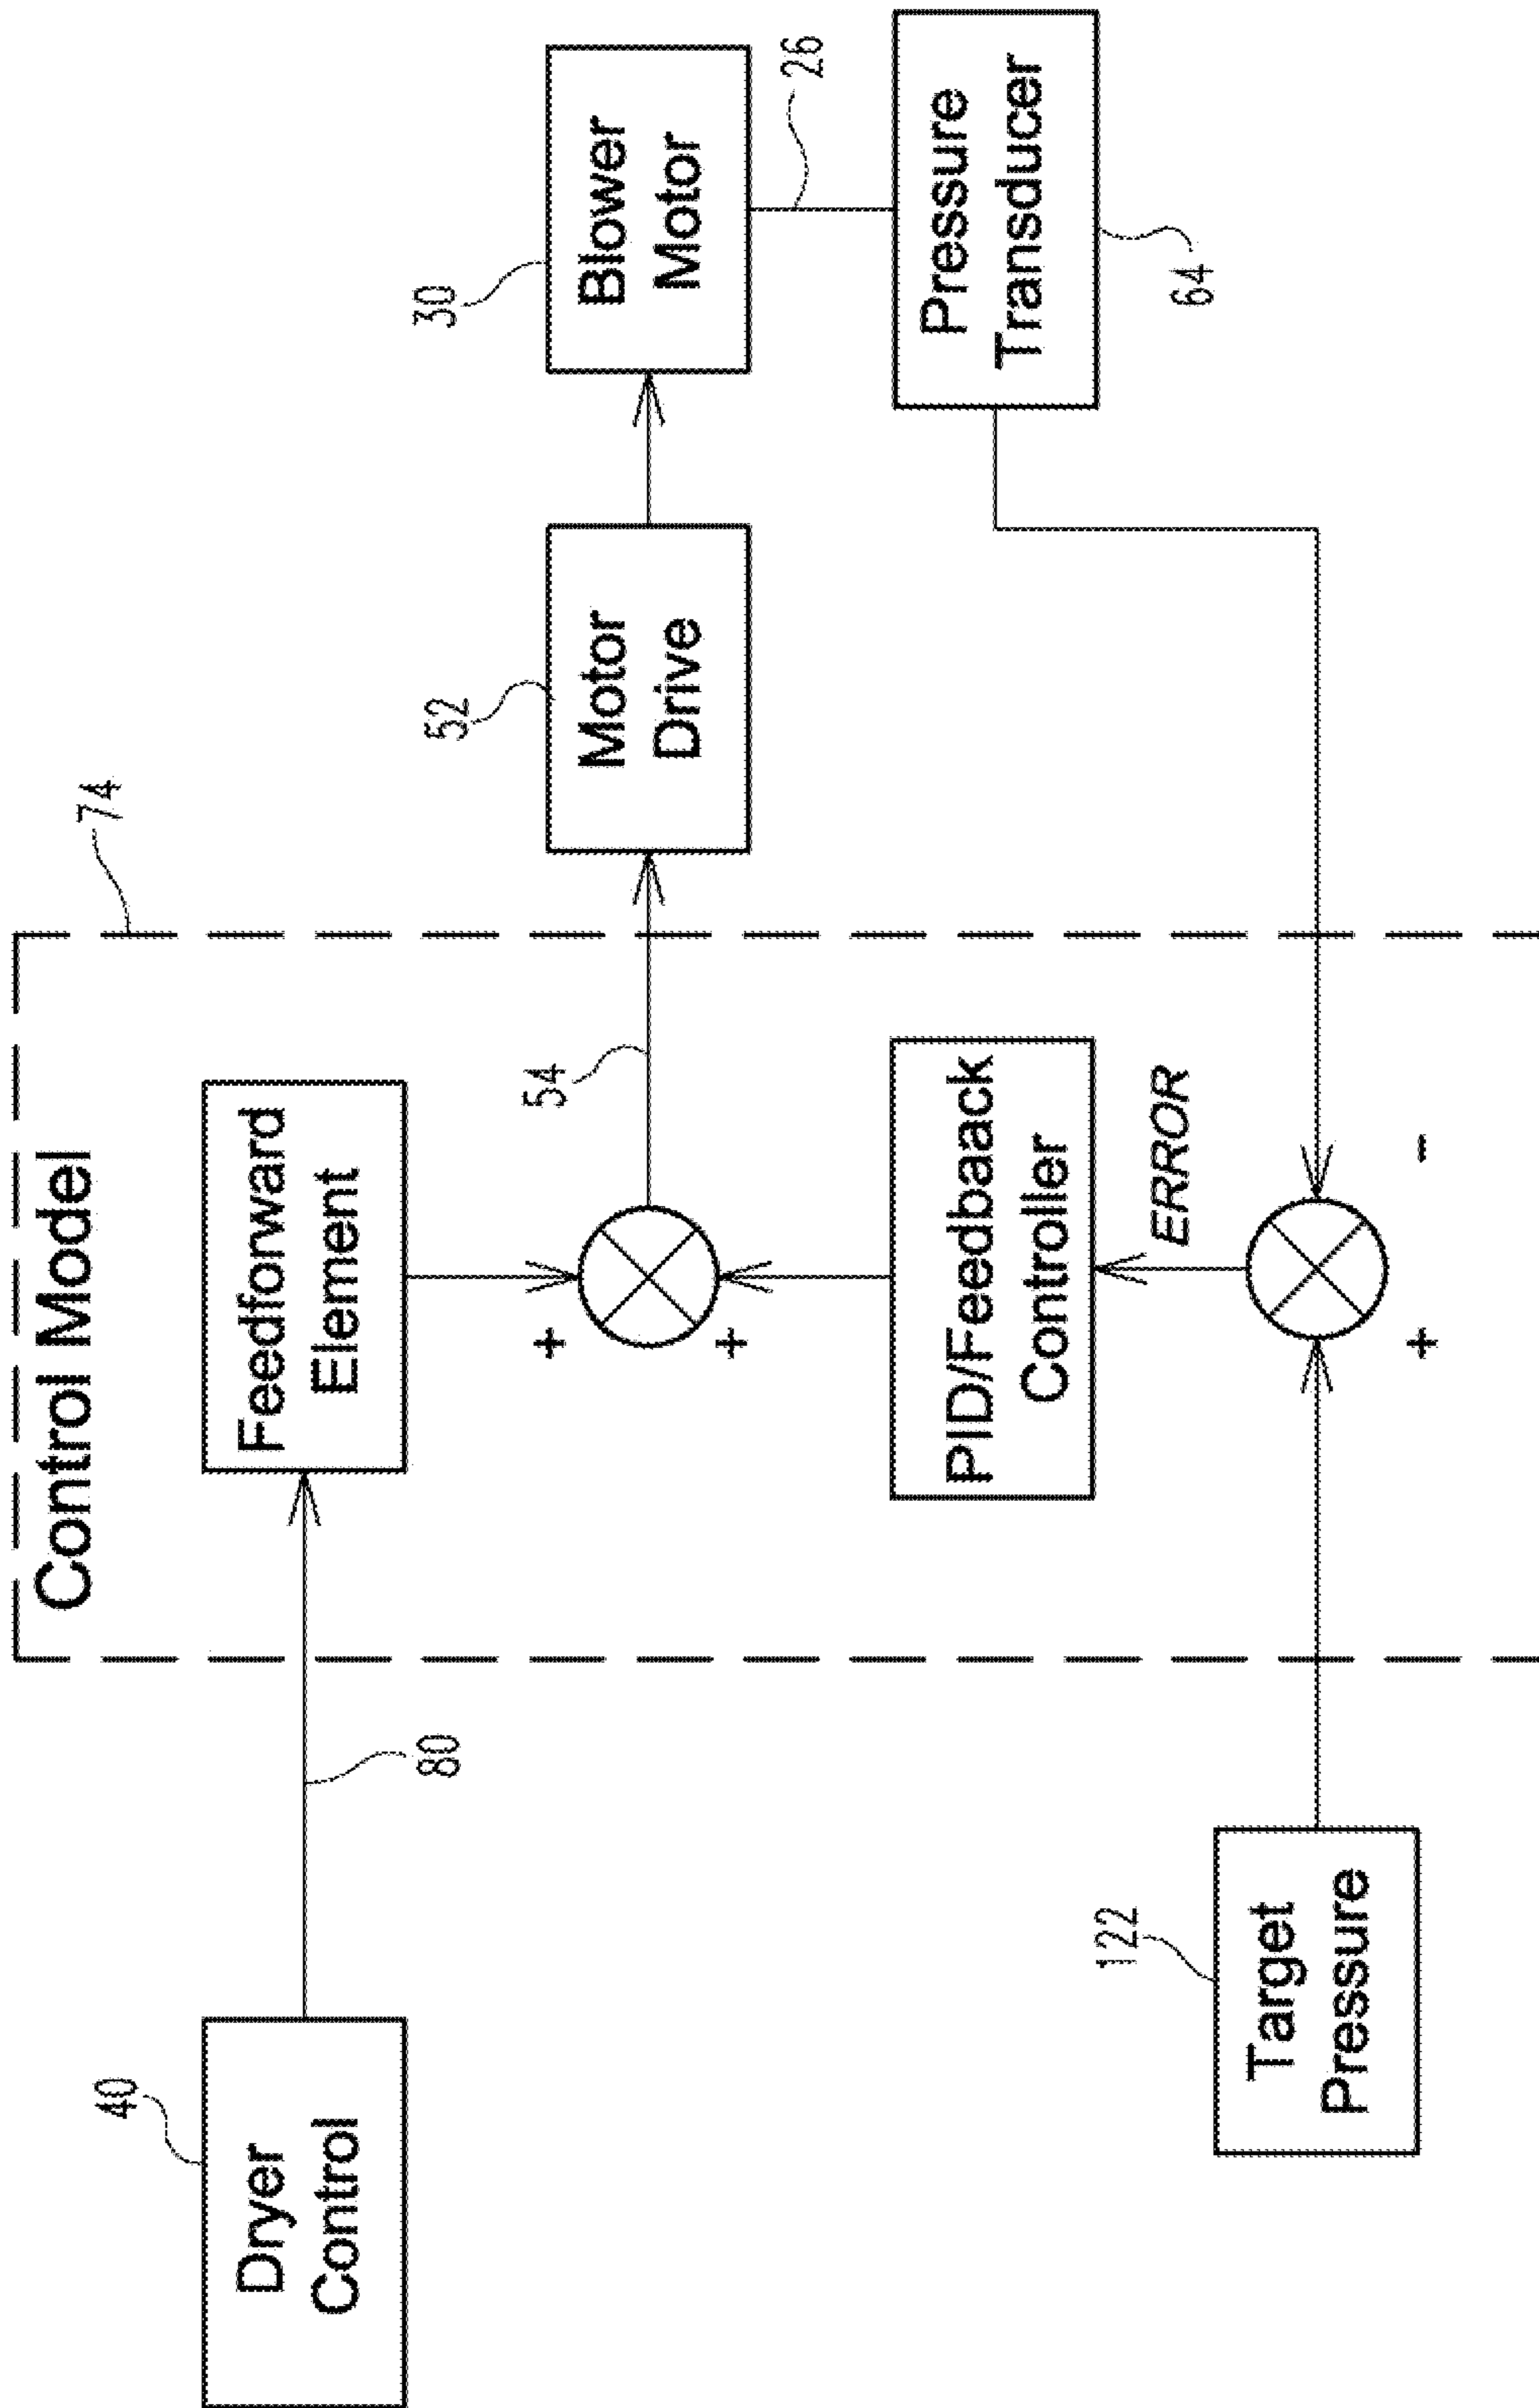 Control Model
74
40
Dryer
Control
80
Feedforward
Element
+
+
54
52
Motor
Drive
30
Blower
Motor
26
PID/Feedbaack
Controller
ERROR
Pressure
Transducer
64
122
Target
Pressure
+
-